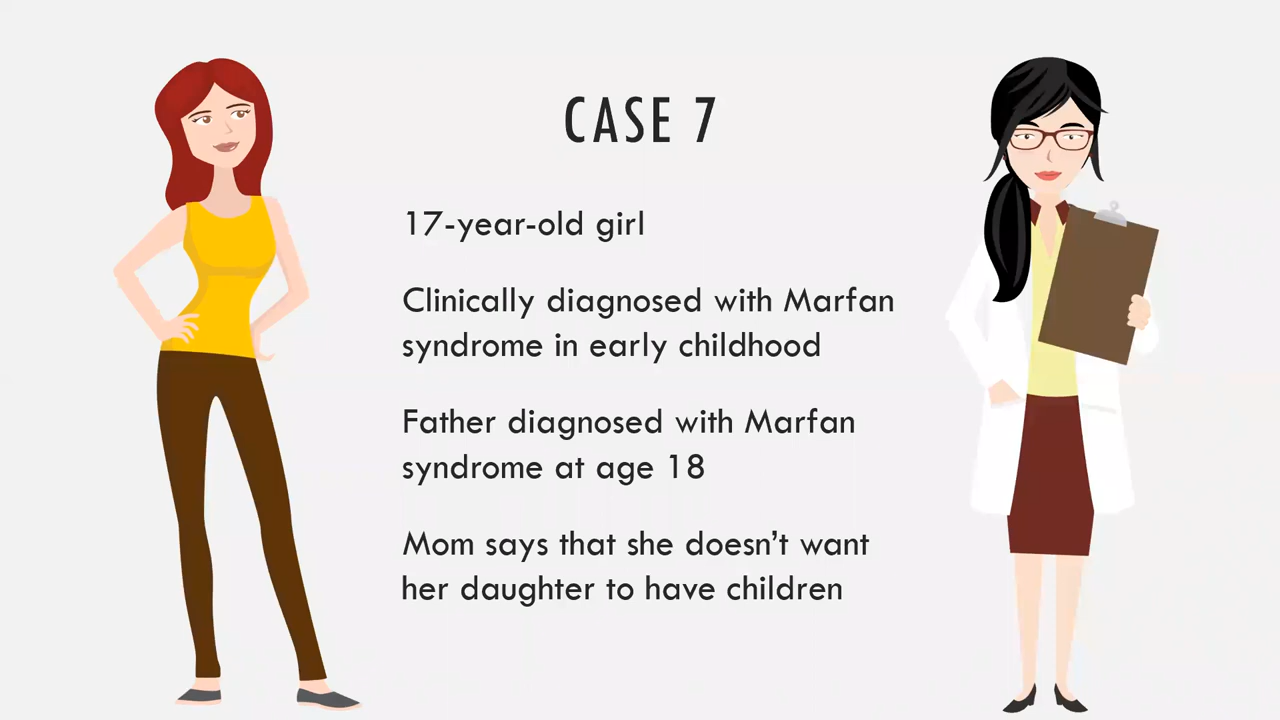 CASE 7
17-year-old girl
Clinically diagnosed with Marfan
syndrome in early childhood
Father diagnosed with Marfan
syndrome at age 18
Mom says that she doesn’t want
her daughter to have children